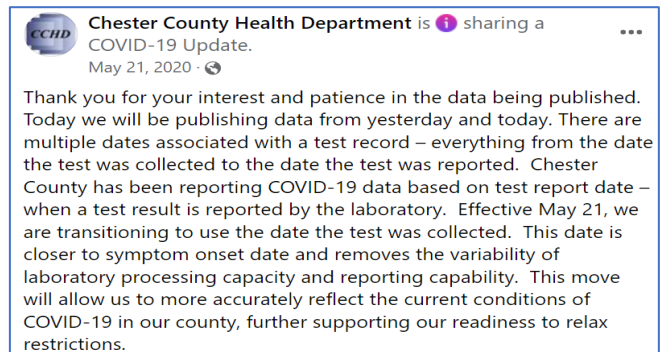 CCHD
Chester County Health Department is sharing a
COVID-19 Update.
May 21, 2020 ·
Thank you for your interest and patience in the data being published.
Today we will be publishing data from yesterday and today. There are
multiple dates associated with a test record – everything from the date
the test was collected to the date the test was reported.  Chester
County has been reporting COVID-19 data based on test report date –
when a test result is reported by the laboratory.  Effective May 21, we
are transitioning to use the date the test was collected.  This date is
closer to symptom onset date and removes the variability of
laboratory processing capacity and reporting capability.  This move
will allow us to more accurately reflect the current conditions of
COVID-19 in our county, further supporting our readiness to relax
restrictions.